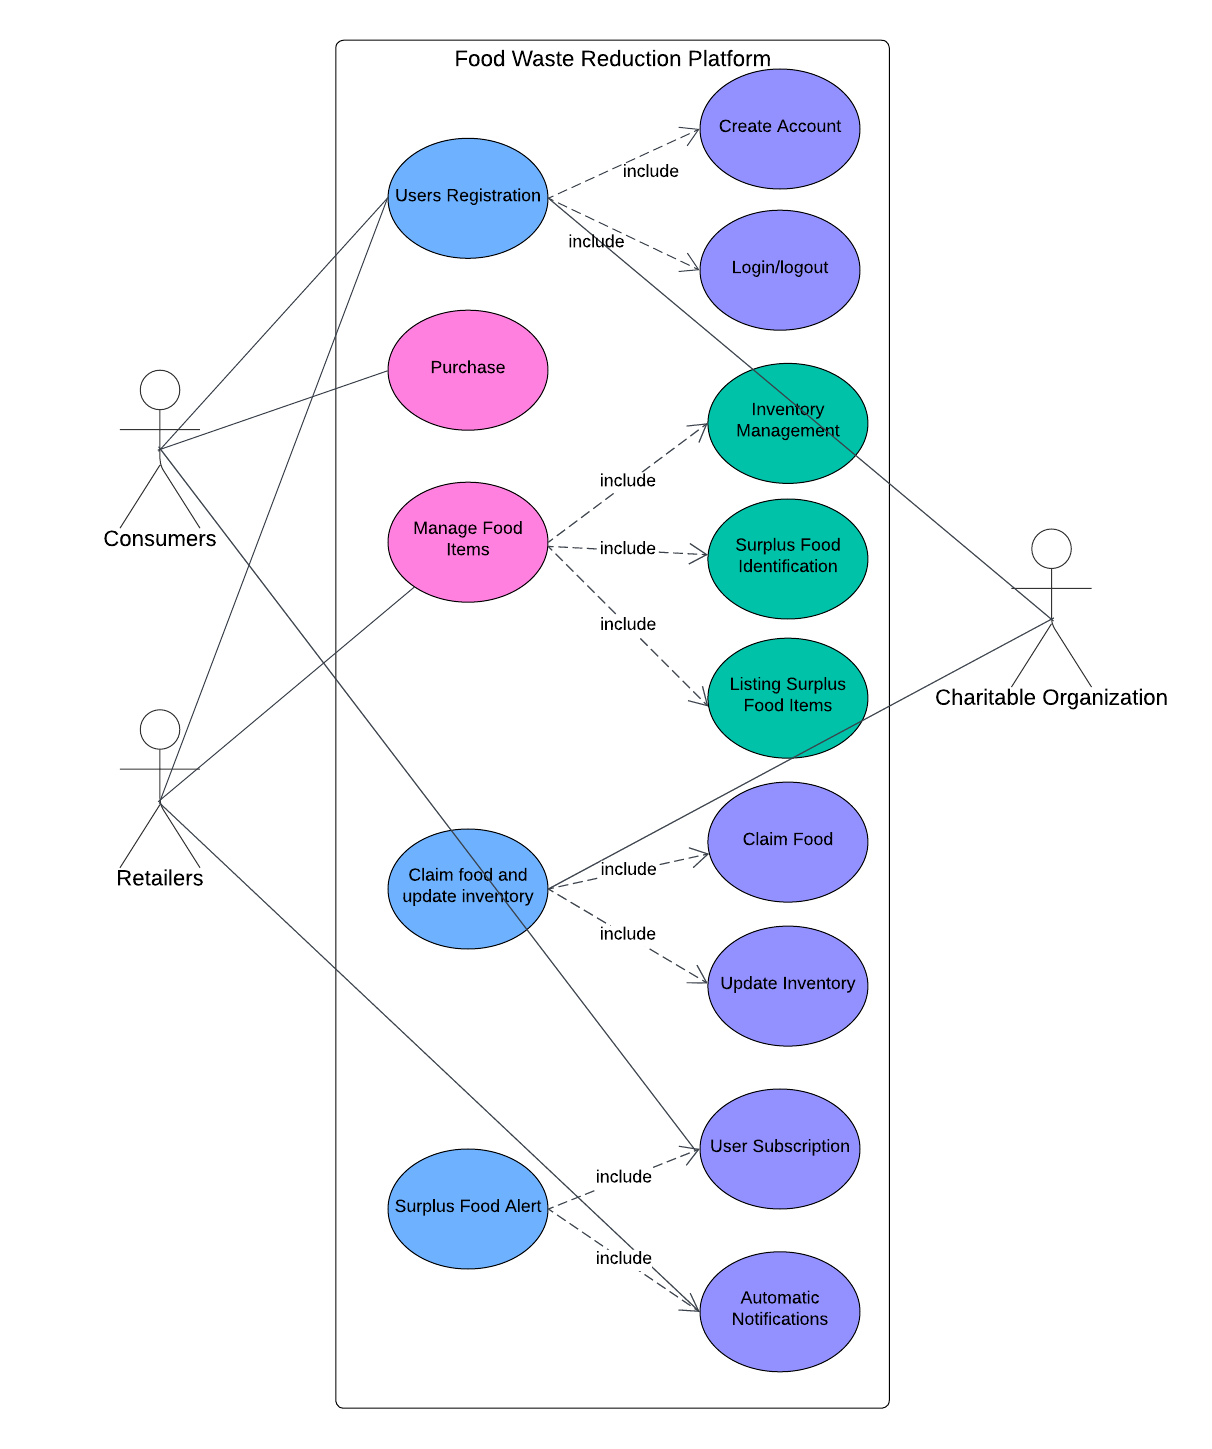 Food Waste Reduction Platform
Create Account
include
Users Registration
include
Login/logout
Purchase
Inventory
Management
include
Manage Food
Items
include
Surplus Food
Identification
Consumers
include
Listing Surplus
Food Items
Charitable Organization
Claim Food
include
Retailers
Claim food and
update inventory
include
Update Inventory
User Subscription
include
Surplus Food Alert
include
Automatic
Notifications